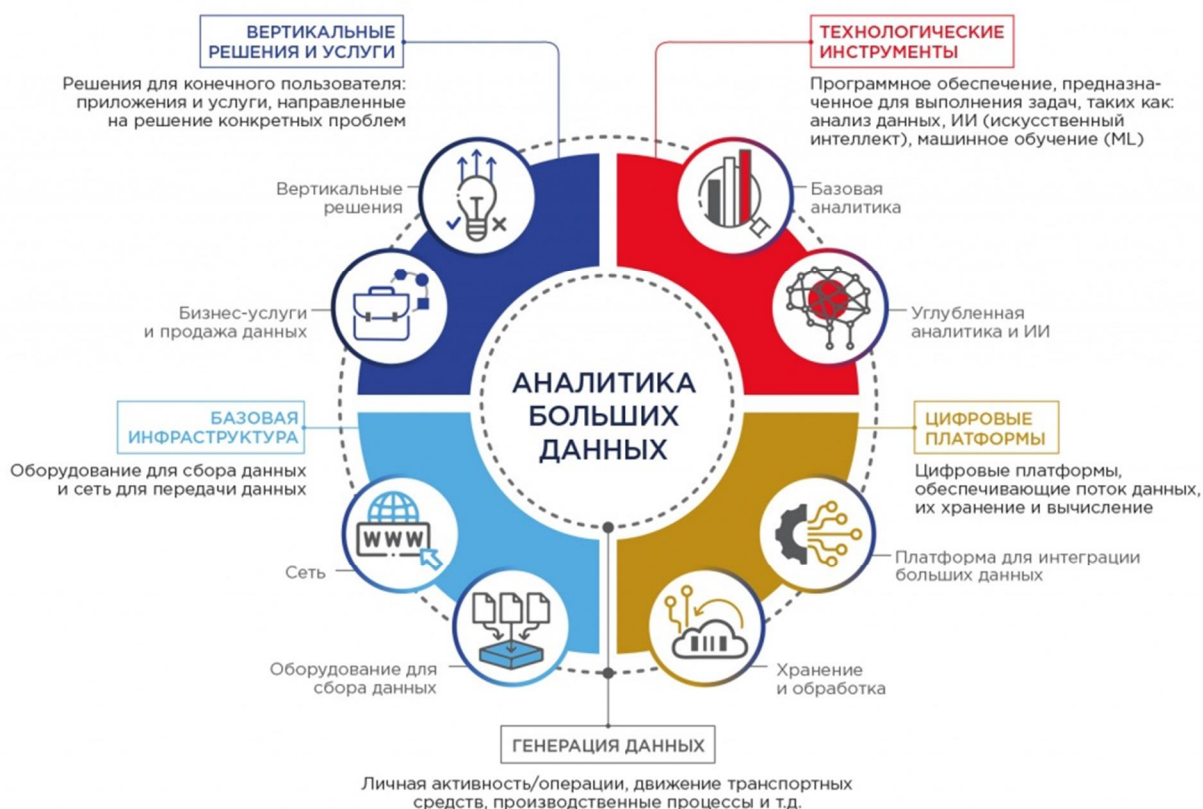 ВЕРТИКАЛЬНЫЕ
РЕШЕНИЯ И УСЛУГИ
Решения для конечного пользователя:
приложения и услуги, направленные
на решение конкретных проблем
Вертикальные
решения
Бизнес-услуги
и продажа данных
ТЕХНОЛОГИЧЕСКИЕ
ИНСТРУМЕНТЫ
Программное обеспечение, предназна-
ченное для выполнения задач, таких как:
анализ данных, ИИ (искусственный
интеллект), машинное обучение (ML)
Базовая
аналитика
Углубленная
аналитика и ИИ
АНАЛИТИКА
БОЛЬШИХ
ДАННЫХ
БАЗОВАЯ
ИНФРАСТРУКТУРА
Оборудование для сбора данных
и сеть для передачи данных
WWW
Сеть
Оборудование для
сбора данных
ЦИФРОВЫЕ
ПЛАТФОРМЫ
Цифровые платформы,
обеспечивающие поток данных,
их хранение и вычисление
Платформа для интеграции
больших данных
Хранение
и обработка
ГЕНЕРАЦИЯ ДАННЫХ
Личная активность/операции, движение транспортных
средств, производственные процессы и т.д.